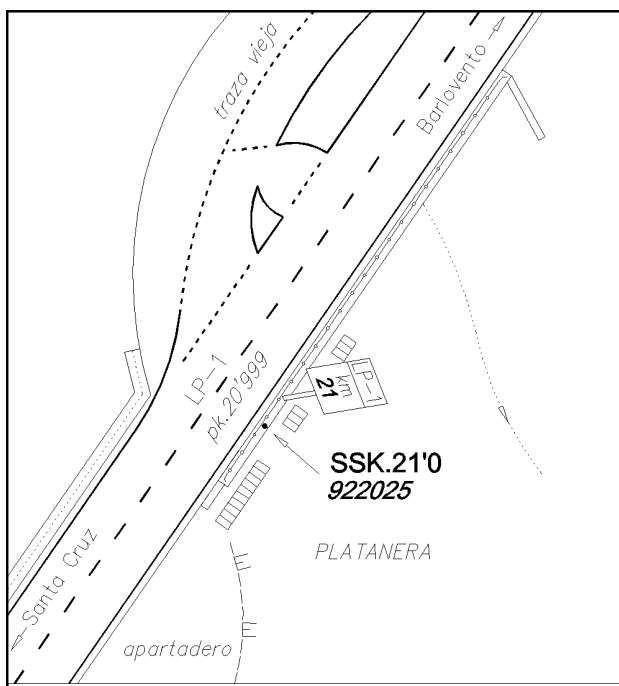 traza vieja
Barlovento
LP-1
pk.20'999
LP-1
km
21
SSK.21'0
922025
PLATANERA
Santa Cruz
apartadero
E
E